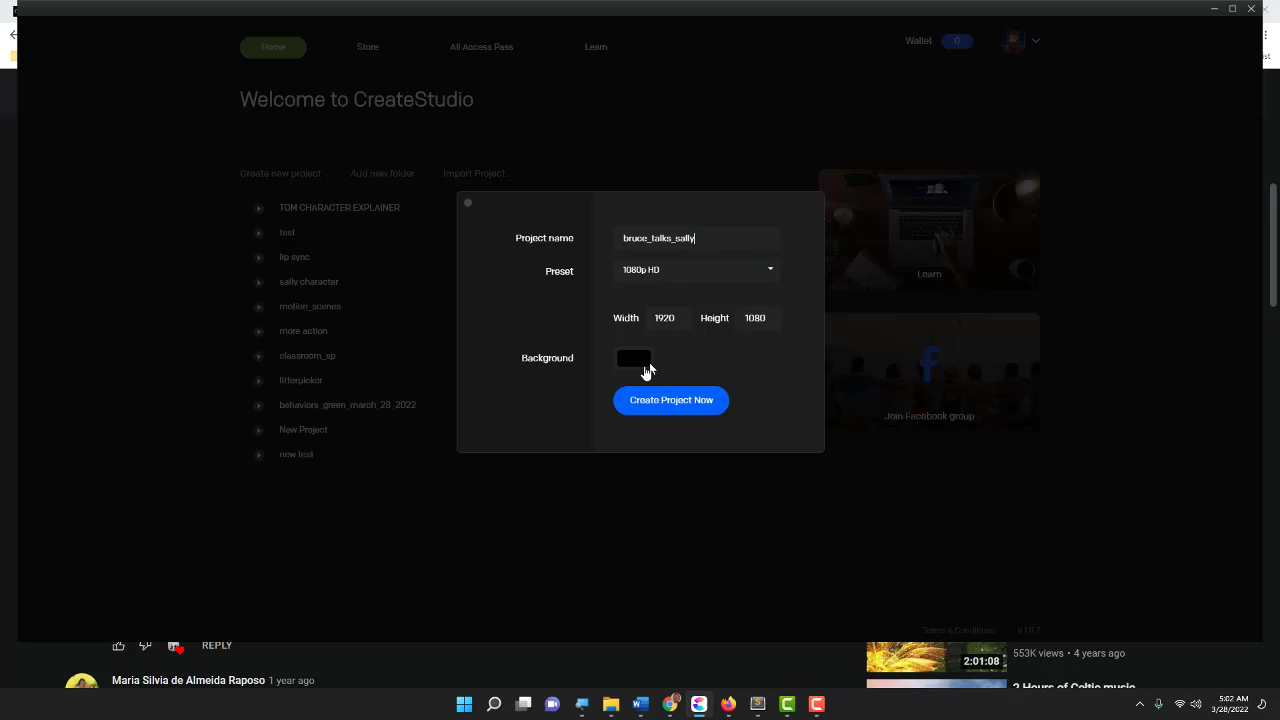 Home
Store
All Access Pass
Learn
Wallet
0
Welcome to CreateStudio
Create new project
Add new folder
Import Project
TOM CHARACTER EXPLAINER
test
lip sync
sally character
motion_scenes
more action
classroom_sp
litterpicker
behaviors_green_march_28_2022
New Project
new test
Project name
bruce_talks_sally
Preset
1080p HD
Width
1920
Height
1080
Background
Create Project Now
Learn
Join Facebook group
Terms & Conditions
REPLY
Maria Silvia de Almeida Raposo 1 year ago
2:01:08
553K views • 4 years ago
2 Hours of Celtic music
5:02 AM
3/28/2022